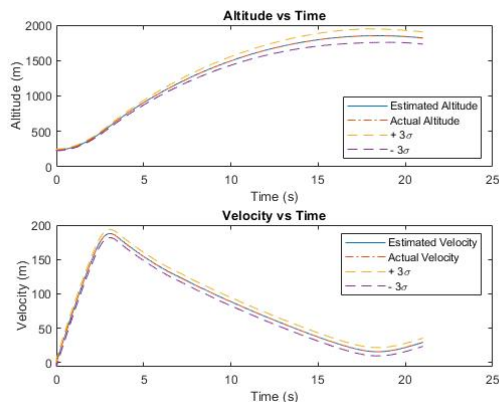 Altitude vs Time
2000
1500
1000
500
0
Altitude (m)
Estimated Altitude
Actual Altitude
+ 3σ
- 3σ
0 5 10 15 20 25
Time (s)
Velocity vs Time
200
150
100
50
0
Velocity (m)
Estimated Velocity
Actual Velocity
+ 3σ
- 3σ
0 5 10 15 20 25
Time (s)